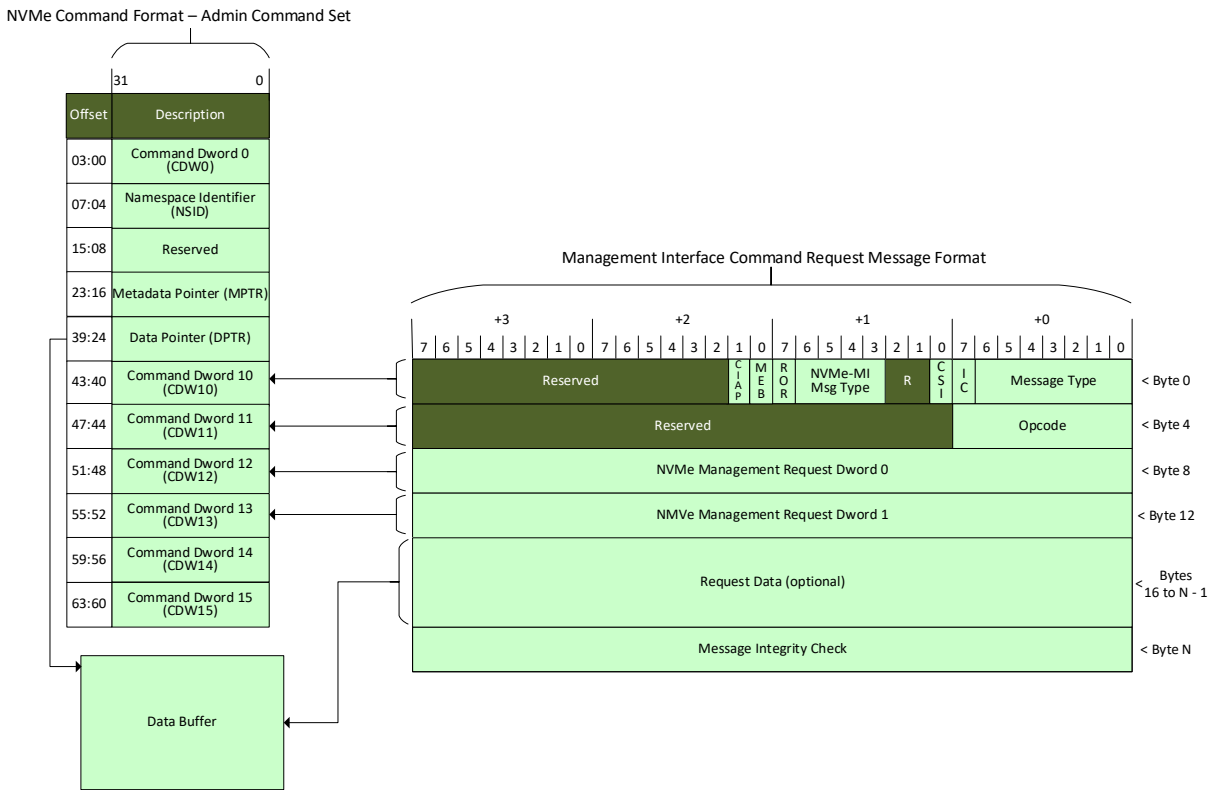 NVMe Command Format – Admin Command Set
31 0
Offset Description
03:00 Command Dword 0
(CDW0)
07:04 Namespace Identifier
(NSID)
15:08 Reserved
23:16 Metadata Pointer (MPTR)
39:24 Data Pointer (DPTR)
43:40 Command Dword 10
(CDW10)
47:44 Command Dword 11
(CDW11)
51:48 Command Dword 12
(CDW12)
55:52 Command Dword 13
(CDW13)
59:56 Command Dword 14
(CDW14)
63:60 Command Dword 15
(CDW15)
Data Buffer
Management Interface Command Request Message Format
+3 +2 +1 +0
7 6 5 4 3 2 1 0 7 6 5 4 3 2 1 0 7 6 5 4 3 2 1 0 7 6 5 4 3 2 1 0
Reserved CIAP MEB ROR NVMe-MI
Msg Type R CSI IC Message Type < Byte 0
Reserved Opcode < Byte 4
NVMe Management Request Dword 0 < Byte 8
NMVe Management Request Dword 1 < Byte 12
Request Data (optional) < Bytes
16 to N - 1
Message Integrity Check < Byte N